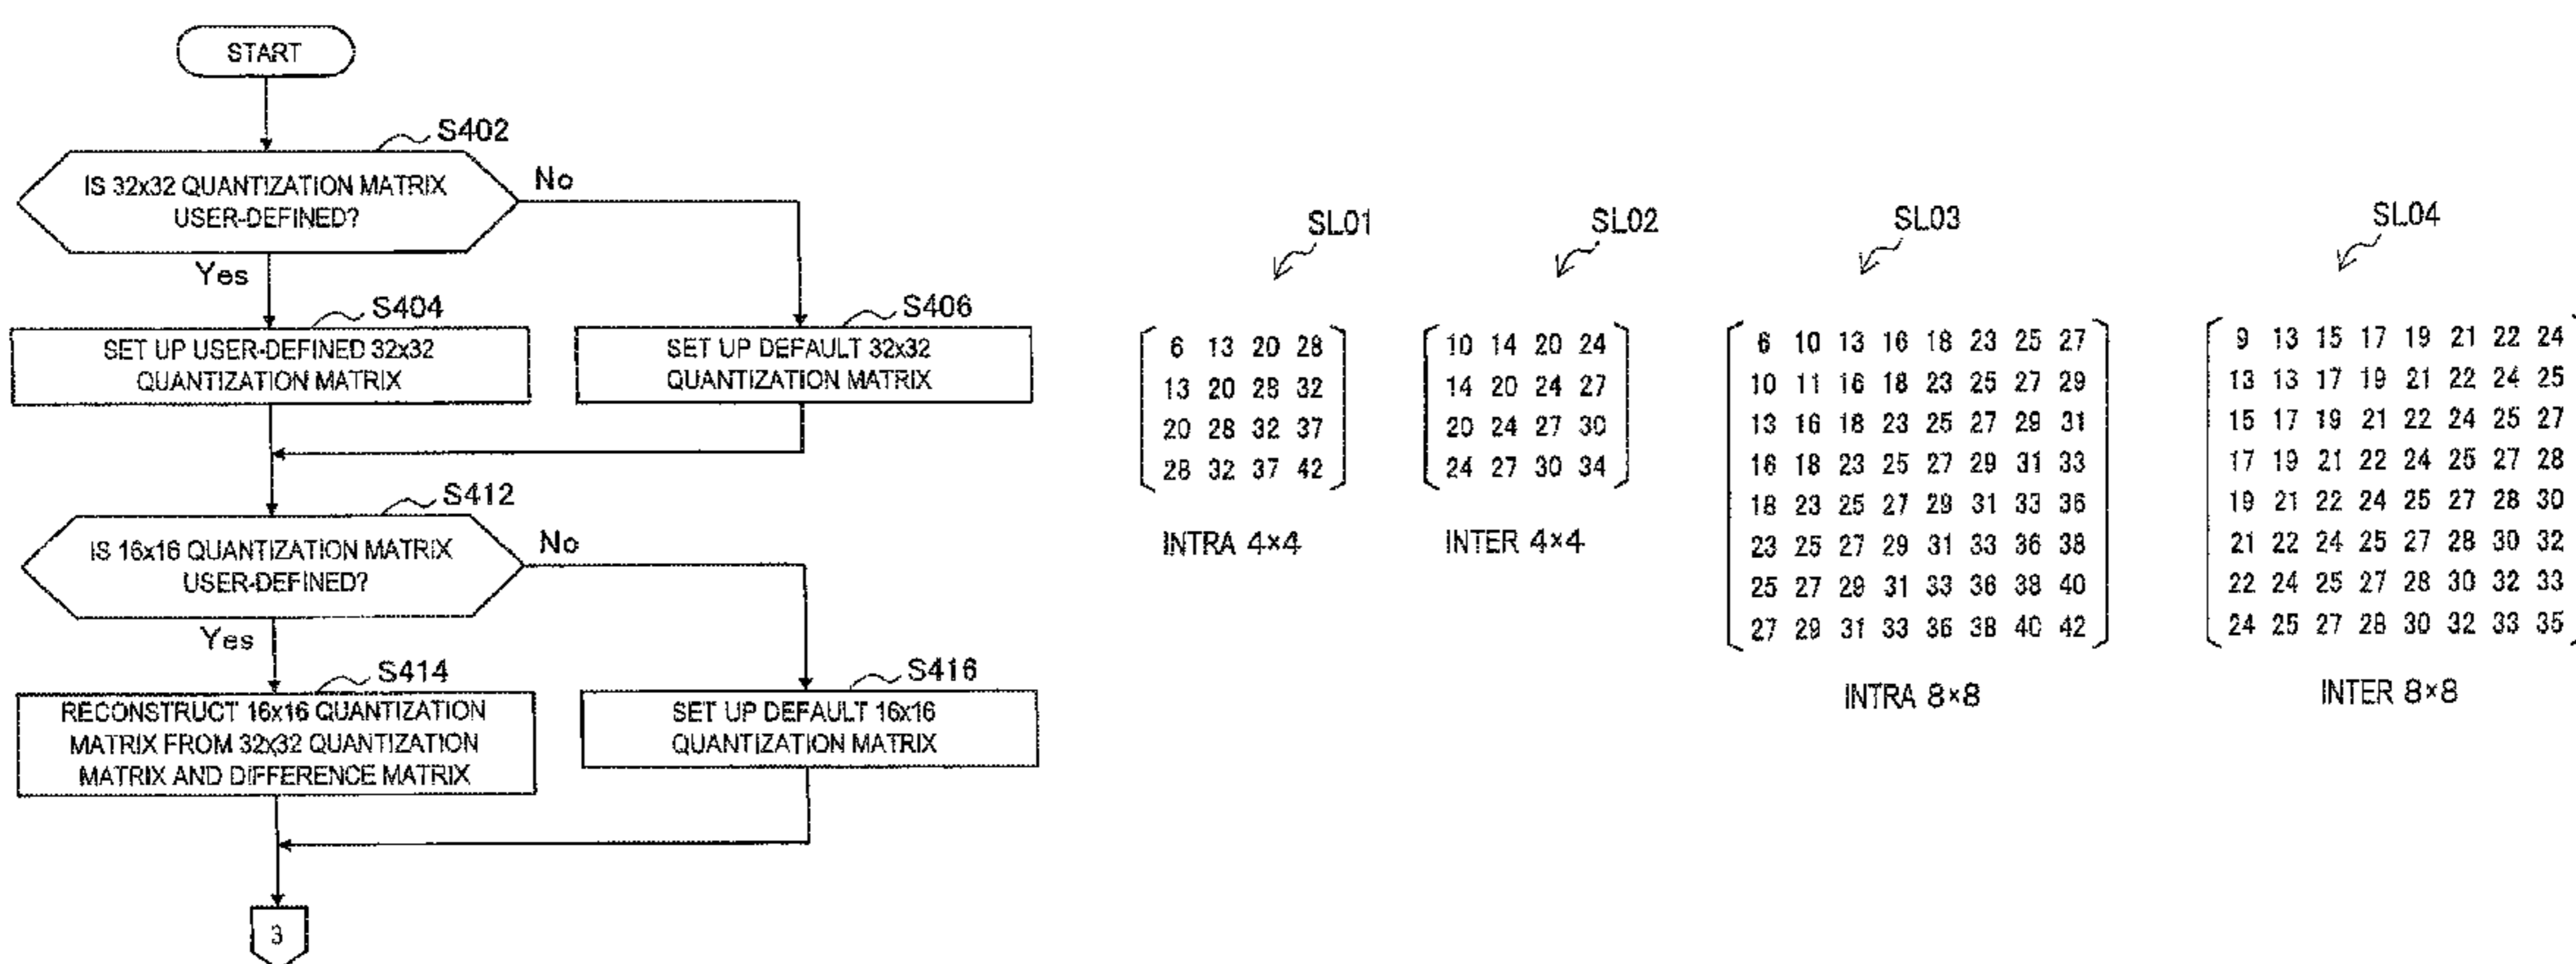 START
S402
IS 32x32 QUANTIZATION MATRIX
USER-DEFINED?
No
Yes
S404
SET UP USER-DEFINED 32x32
QUANTIZATION MATRIX
S406
SET UP DEFAULT 32x32
QUANTIZATION MATRIX
S412
IS 16x16 QUANTIZATION MATRIX
USER-DEFINED?
No
Yes
S414
RECONSTRUCT 16x16 QUANTIZATION
MATRIX FROM 32x32 QUANTIZATION
MATRIX AND DIFFERENCE MATRIX
S416
SET UP DEFAULT 16x16
QUANTIZATION MATRIX
3
SL01
6 13 20 28
13 20 28 32
20 28 32 37
28 32 37 42
INTRA 4×4
SL02
10 14 20 24
14 20 24 27
20 24 27 30
24 27 30 34
INTER 4×4
SL03
6 10 13 16 18 23 25 27
10 11 16 18 23 25 27 29
13 16 18 23 25 27 29 31
16 18 23 25 27 29 31 33
18 23 25 27 29 31 33 36
23 25 27 29 31 33 36 38
25 27 29 31 33 36 38 40
27 29 31 33 36 38 40 42
INTRA 8×8
SL04
9 13 15 17 19 21 22 24
13 13 17 19 21 22 24 25
15 17 19 21 22 24 25 27
17 19 21 22 24 25 27 28
19 21 22 24 25 27 28 30
21 22 24 25 27 28 30 32
22 24 25 27 28 30 32 33
24 25 27 28 30 32 33 35
INTER 8×8